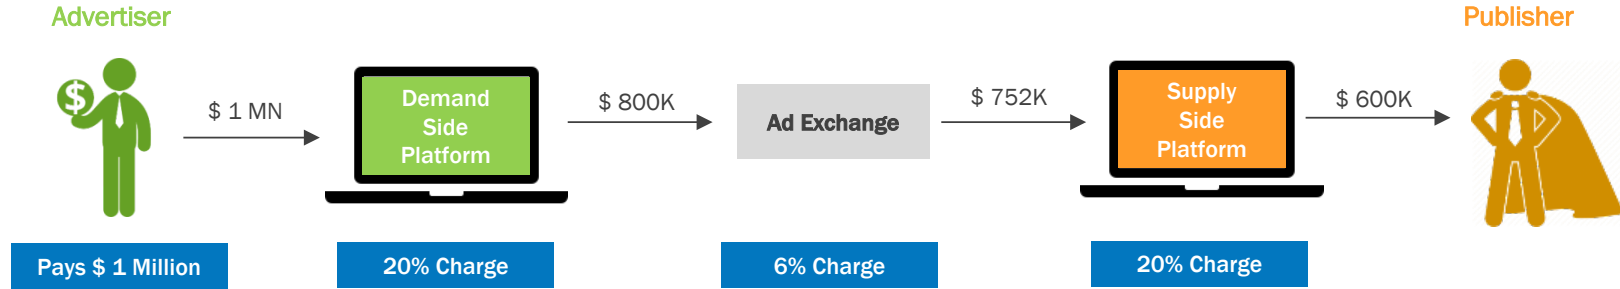 Advertiser
Publisher
$
$ 1 MN
Demand
Side
Platform
$ 800K
Ad Exchange
$ 752K
Supply
Side
Platform
$ 600K
Pays $ 1 Million
20% Charge
6% Charge
20% Charge